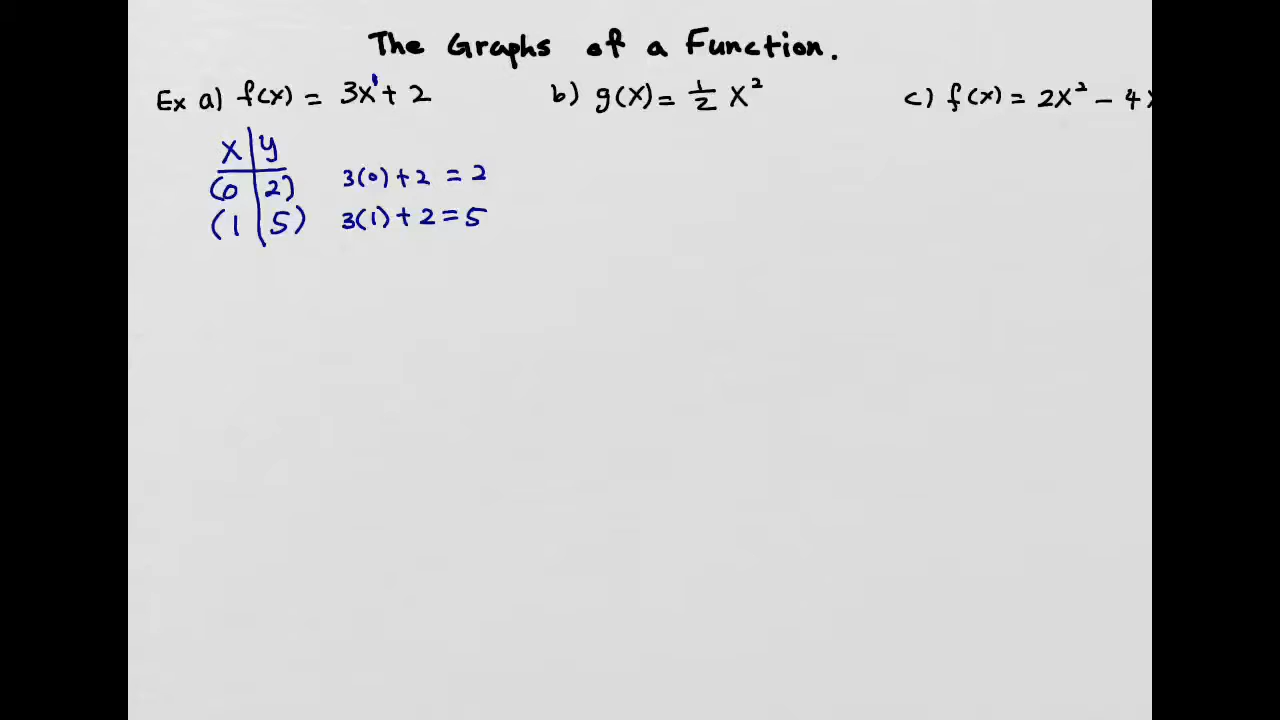 The Graphs of a Function.
Ex a) f(x) = 3x¹ + 2 b) g(x) = 1/2 x² c) f(x) = 2x² - 4
x | y
(0 | 2) 3(0) + 2 = 2
(1 | 5) 3(1) + 2 = 5